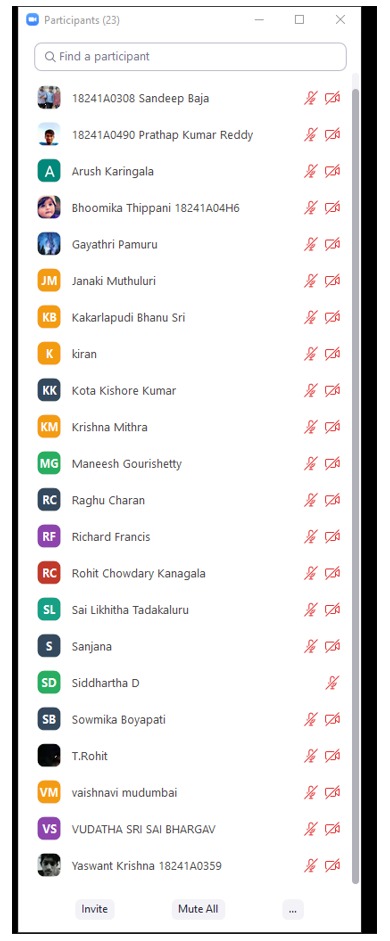 Participants (23)
Find a participant
18241A0308 Sandeep Baja
18241A0490 Prathap Kumar Reddy
A Arush Karingala
Bhoomika Thippani 18241A04H6
Gayathri Pamuru
JM Janaki Muthuluri
KB Kakarlapudi Bhanu Sri
K kiran
KK Kota Kishore Kumar
KM Krishna Mithra
MG Maneesh Gourishetty
RC Raghu Charan
RF Richard Francis
RC Rohit Chowdary Kanagala
SL Sai Likhitha Tadakaluru
S Sanjana
SD Siddhartha D
SB Sowmika Boyapati
T.Rohit
VM vaishnavi mudumbai
VS VUDATHA SRI SAI BHARGAV
Yaswant Krishna 18241A0359
Invite Mute All ...